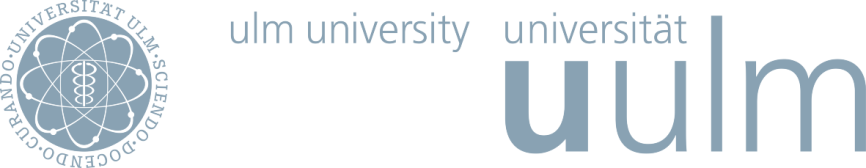 ·UNIVERSITÄT ULM·SCIENDO·DOCENDO·CURANDO
ulm university universität
uulm